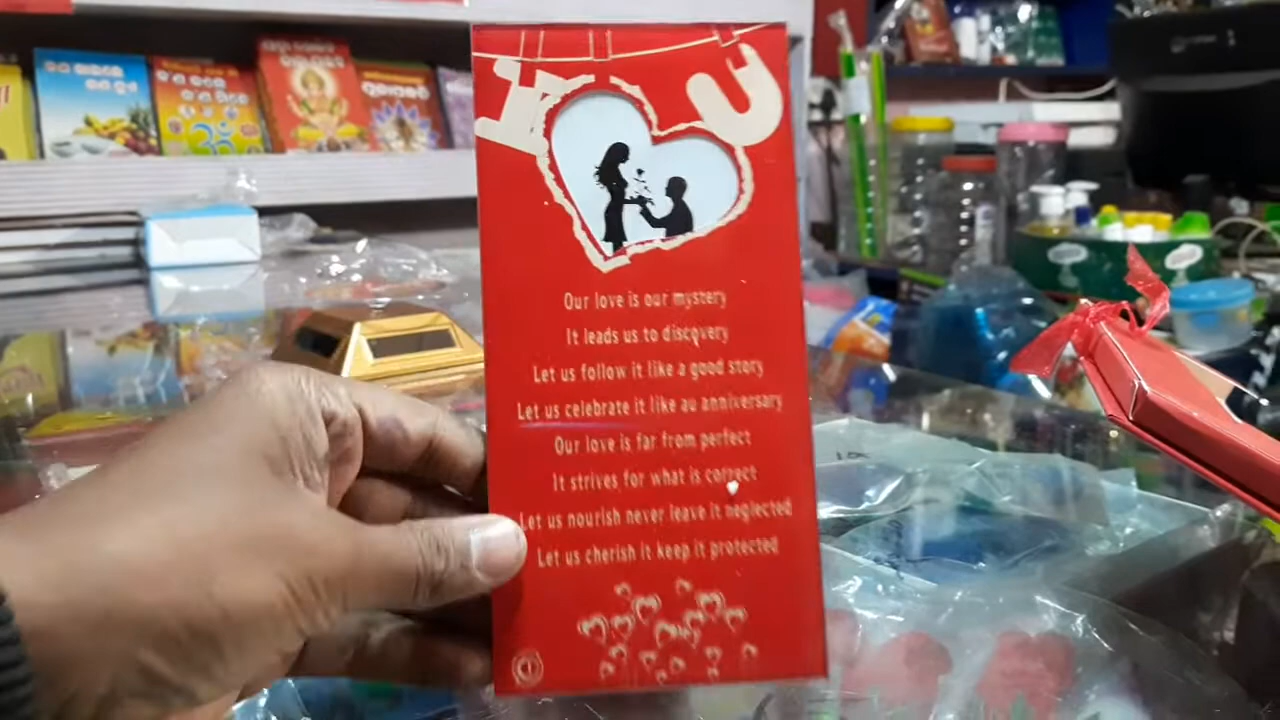 I U
Our love is our mystery
It leads us to discovery
Let us follow it like a good story
Let us celebrate it like au anniversary
Our love is far from perfect
It strives for what is correct
Let us nourish never leave it neglected
Let us cherish it keep it protected